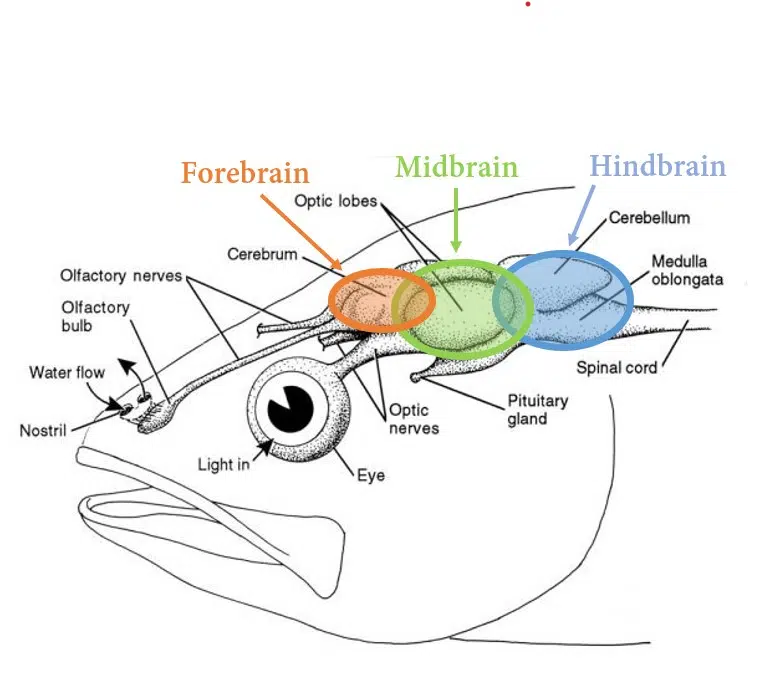 Forebrain
Midbrain
Hindbrain
Optic lobes
Cerebellum
Cerebrum
Medulla
oblongata
Olfactory nerves
Olfactory
bulb
Water flow
Spinal cord
Pituitary
gland
Optic
nerves
Nostril
Light in
Eye